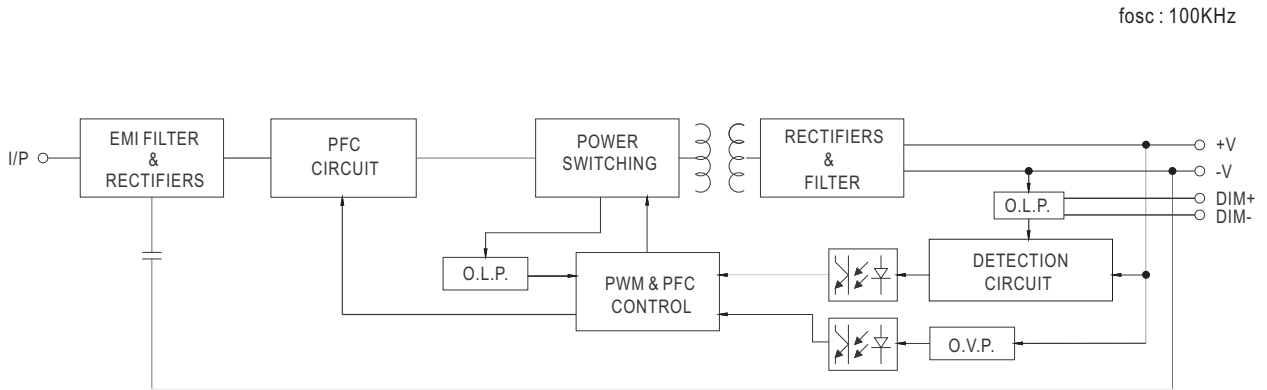 fosc : 100KHz
I/P
EMI FILTER
&
RECTIFIERS
PFC
CIRCUIT
POWER
SWITCHING
RECTIFIERS
&
FILTER
+V
-V
DIM+
DIM-
O.L.P.
O.L.P.
PWM & PFC
CONTROL
DETECTION
CIRCUIT
O.V.P.